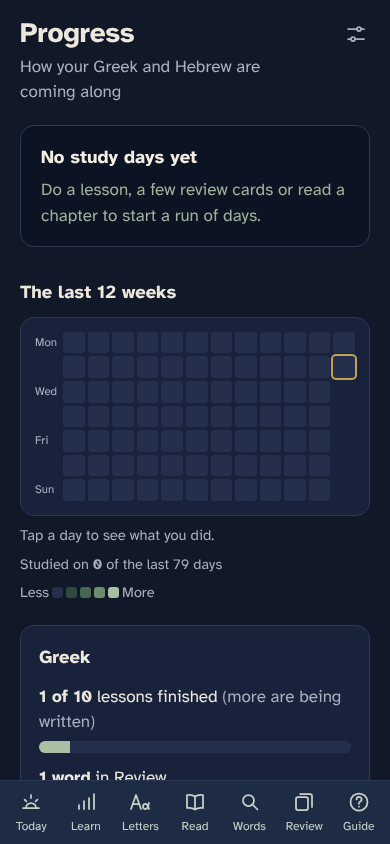 Progress
How your Greek and Hebrew are
coming along
No study days yet
Do a lesson, a few review cards or read a
chapter to start a run of days.
The last 12 weeks
Mon
Wed
Fri
Sun
Tap a day to see what you did.
Studied on 0 of the last 79 days
Less More
Greek
1 of 10 lessons finished (more are being
written)
1 word in Review
Today Learn Letters Read Words Review Guide